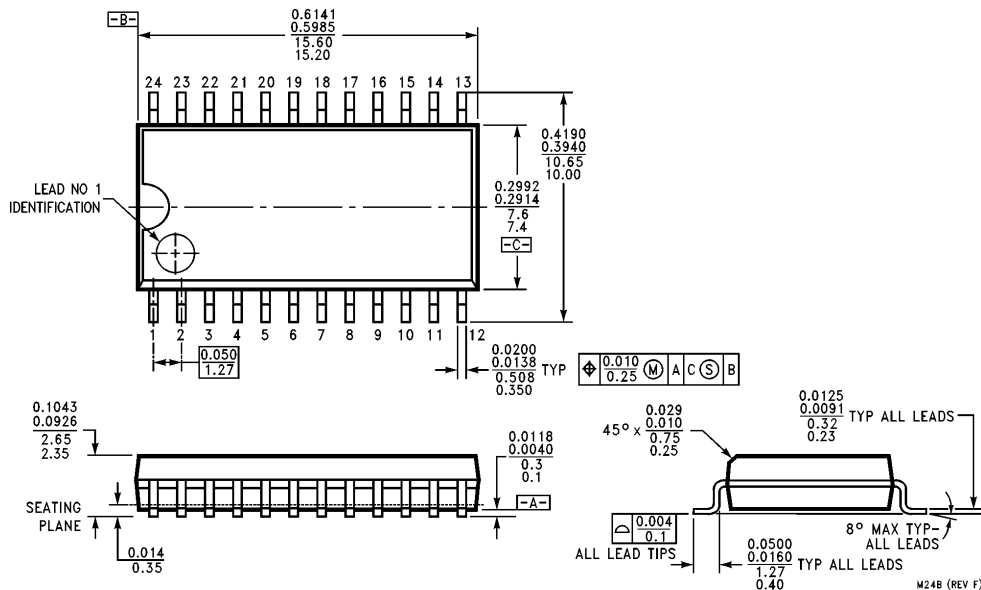 -B-
0.6141
0.5985
15.60
15.20
24 23 22 21 20 19 18 17 16 15 14 13
LEAD NO 1
IDENTIFICATION
0.4190
0.3940
10.65
10.00
0.2992
0.2914
7.6
7.4
-C-
1 2 3 4 5 6 7 8 9 10 11 12
0.050
1.27
0.0200
0.0138
0.508
0.350
TYP
⌖ 0.010 0.25 Ⓜ A C Ⓢ B
0.1043
0.0926
2.65
2.35
SEATING
PLANE
0.014
0.35
0.0118
0.0040
0.3
0.1
-A-
45° x
0.029
0.010
0.75
0.25
0.0125
0.0091
0.32
0.23
TYP ALL LEADS
0.004
0.1
ALL LEAD TIPS
0.0500
0.0160
1.27
0.40
TYP ALL LEADS
8° MAX TYP-
ALL LEADS
M24B (REV F)